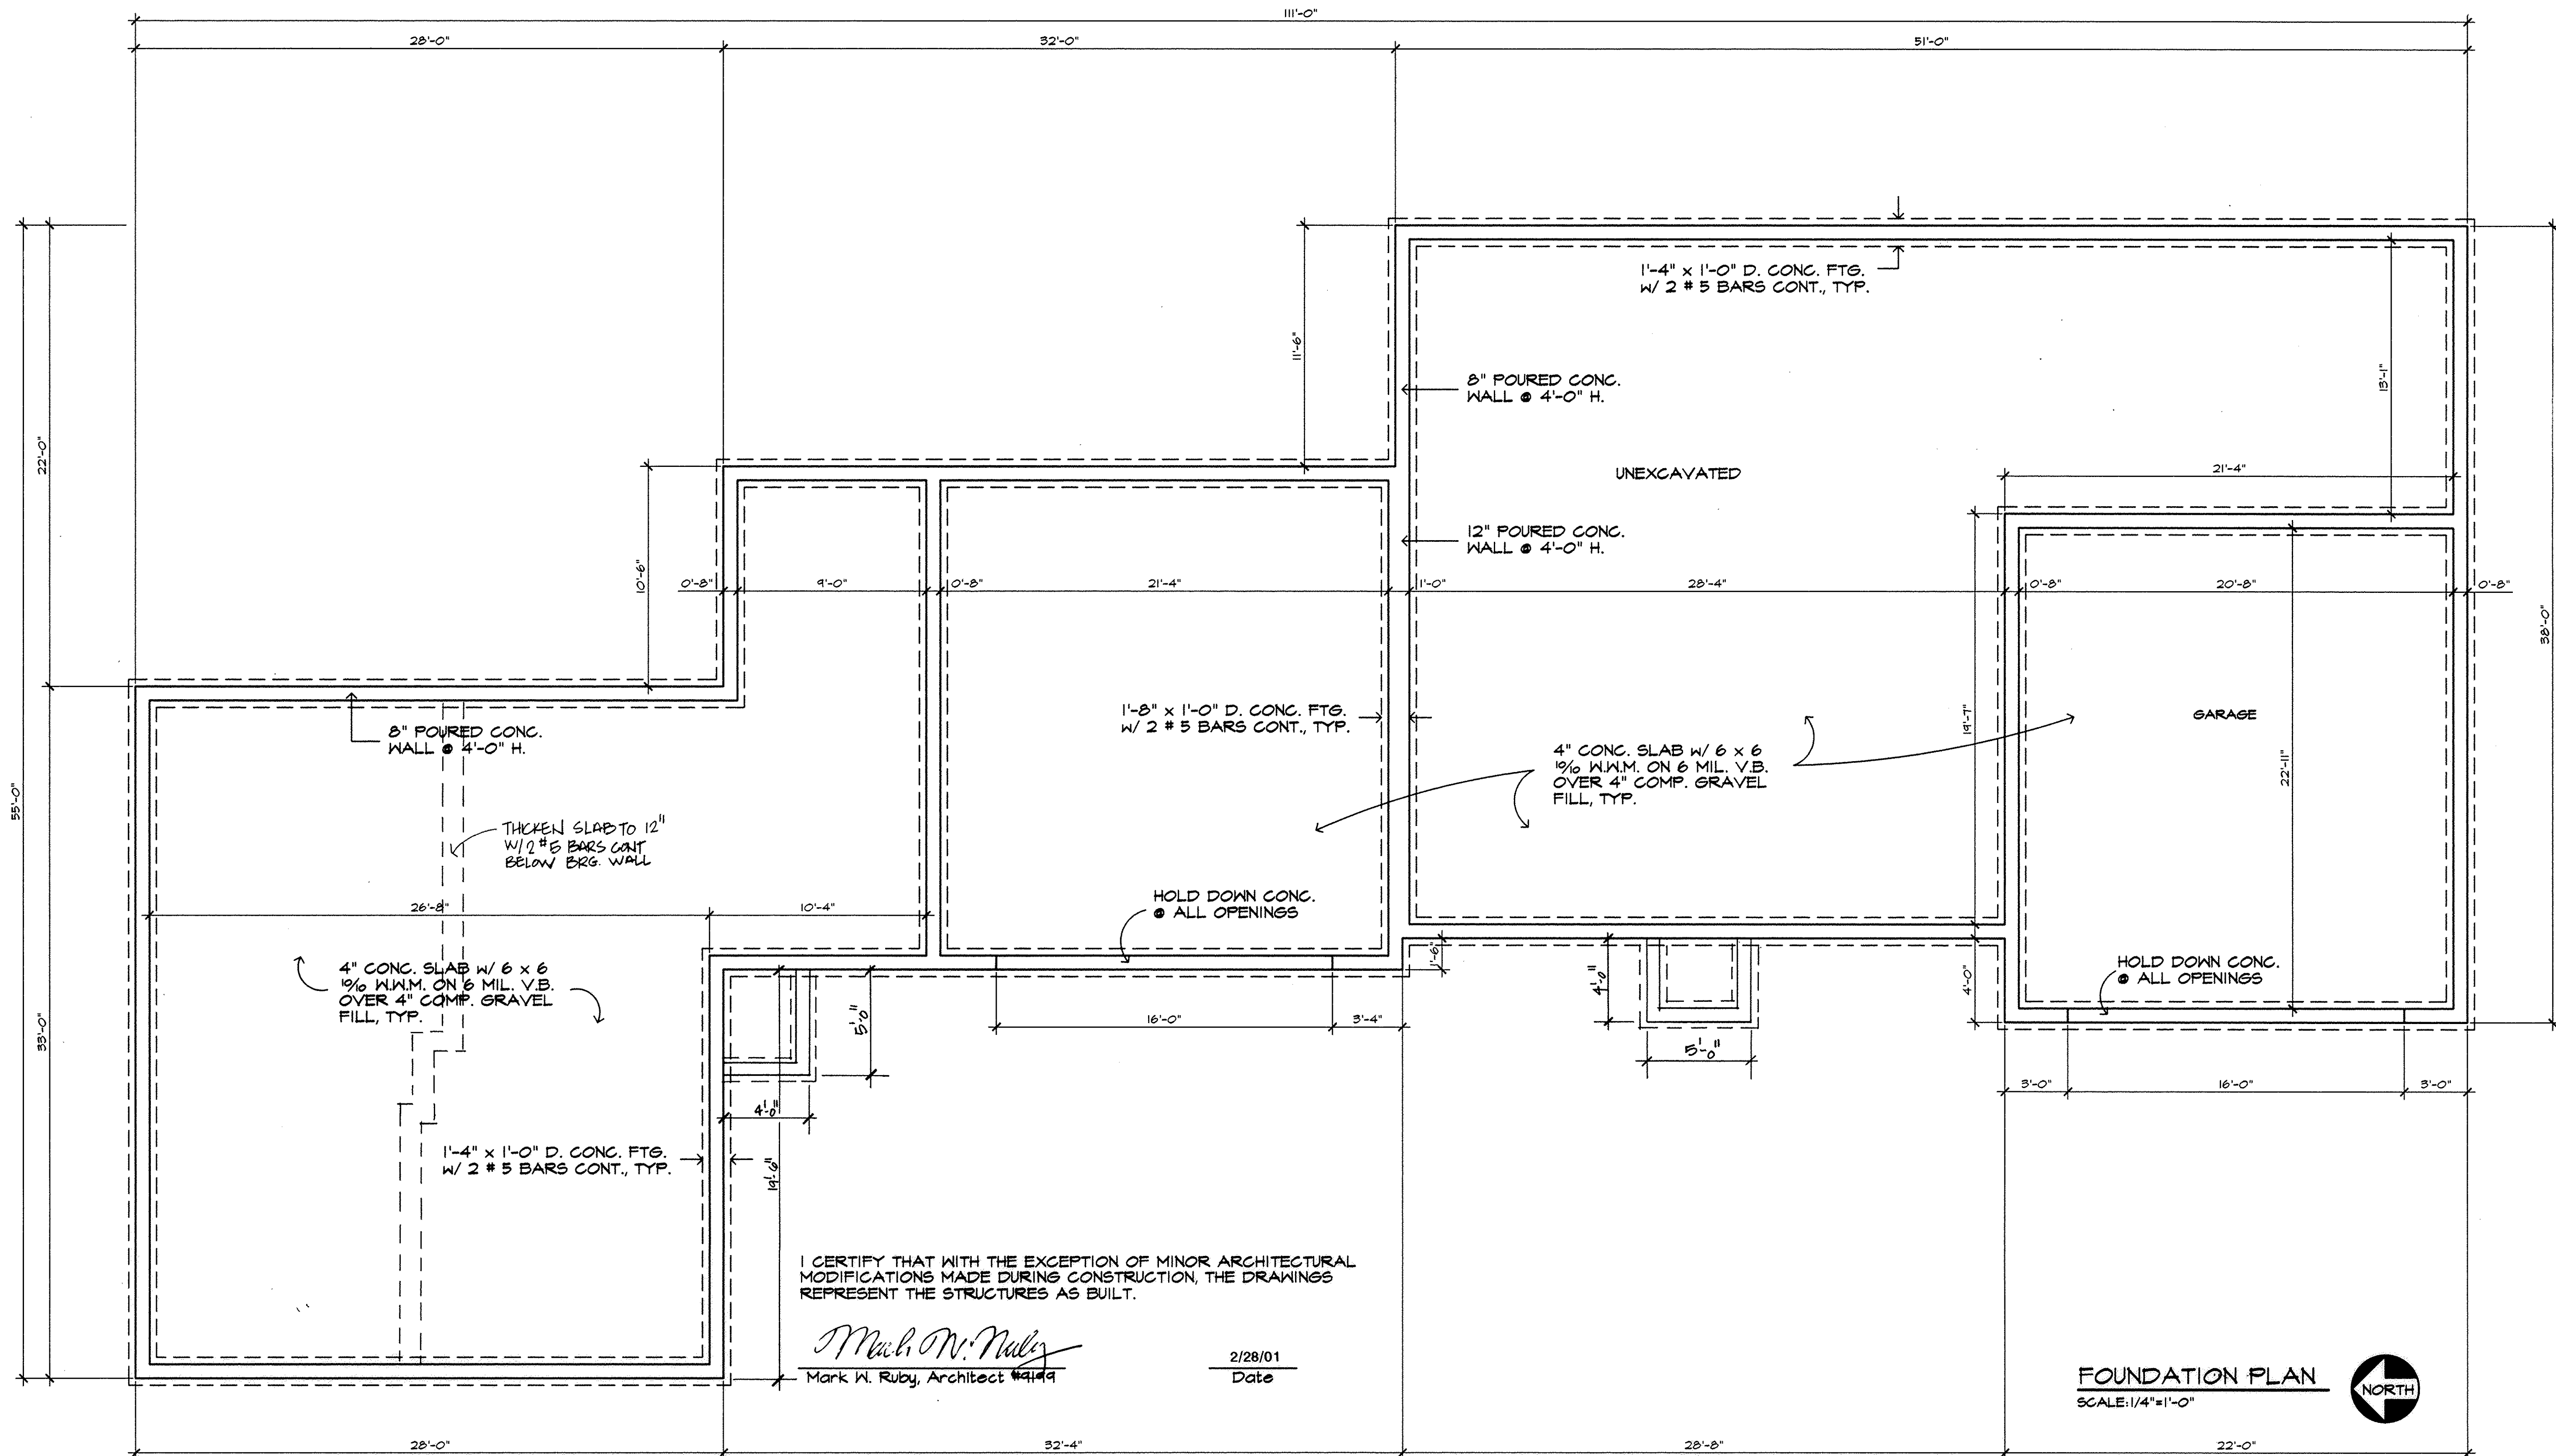 111'-0"
28'-0"
32'-0"
51'-0"
1'-4" x 1'-0" D. CONC. FTG.
W/ 2 # 5 BARS CONT., TYP.
11'-6"
13'-1"
8" POURED CONC.
WALL @ 4'-0" H.
22'-0"
UNEXCAVATED
21'-4"
12" POURED CONC.
WALL @ 4'-0" H.
10'-6"
0'-8"
9'-0"
0'-8"
21'-4"
1'-0"
28'-4"
0'-8"
20'-8"
0'-8"
38'-0"
8" POURED CONC.
WALL @ 4'-0" H.
1'-8" x 1'-0" D. CONC. FTG.
W/ 2 # 5 BARS CONT., TYP.
19'-7"
GARAGE
22'-11"
4" CONC. SLAB W/ 6 x 6
10/10 W.W.M. ON 6 MIL. V.B.
OVER 4" COMP. GRAVEL
FILL, TYP.
55'-0"
THICKEN SLAB TO 12"
W/ 2 #5 BARS CONT
BELOW BRG. WALL
26'-8"
10'-4"
HOLD DOWN CONC.
@ ALL OPENINGS
1'-6"
4" CONC. SLAB W/ 6 x 6
10/10 W.W.M. ON 6 MIL. V.B.
OVER 4" COMP. GRAVEL
FILL, TYP.
33'-0"
5'-0"
16'-0"
3'-4"
4'-0"
5'-0"
4'-0"
HOLD DOWN CONC.
@ ALL OPENINGS
3'-0"
16'-0"
3'-0"
4'-0"
1'-4" x 1'-0" D. CONC. FTG.
W/ 2 # 5 BARS CONT., TYP.
19'-6"
I CERTIFY THAT WITH THE EXCEPTION OF MINOR ARCHITECTURAL
MODIFICATIONS MADE DURING CONSTRUCTION, THE DRAWINGS
REPRESENT THE STRUCTURES AS BUILT.
Mark W. Ruby
2/28/01
Mark W. Ruby, Architect
Date
FOUNDATION PLAN
SCALE:1/4"=1'-0"
NORTH
28'-0"
32'-4"
28'-8"
22'-0"